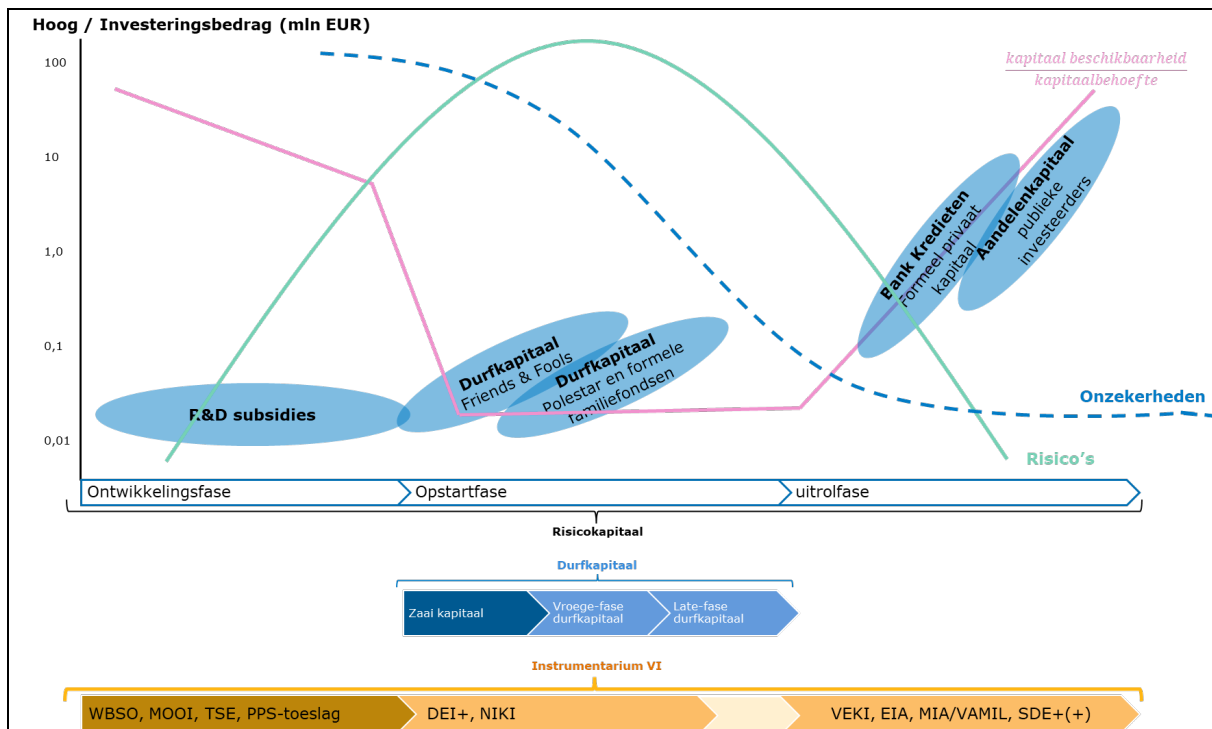 Hoog / Investeringsbedrag (mln EUR)
100
10
1,0
0,1
0,01
kapitaal beschikbaarheid
kapitaalbehoefte
R&D subsidies
Durfkapitaal
Friends & Fools
Durfkapitaal
Polestar en formele
familiefondsen
Bank Kredieten
Formeel privaat
kapitaal
Aandelenkapitaal
publieke
investeerders
Onzekerheden
Risico's
Ontwikkelingsfase
Opstartfase
uitrolfase
Risicokapitaal
Durfkapitaal
Zaai kapitaal
Vroege-fase
durfkapitaal
Late-fase
durfkapitaal
Instrumentarium VI
WBSO, MOOI, TSE, PPS-toeslag
DEI+, NIKI
VEKI, EIA, MIA/VAMIL, SDE+(+)